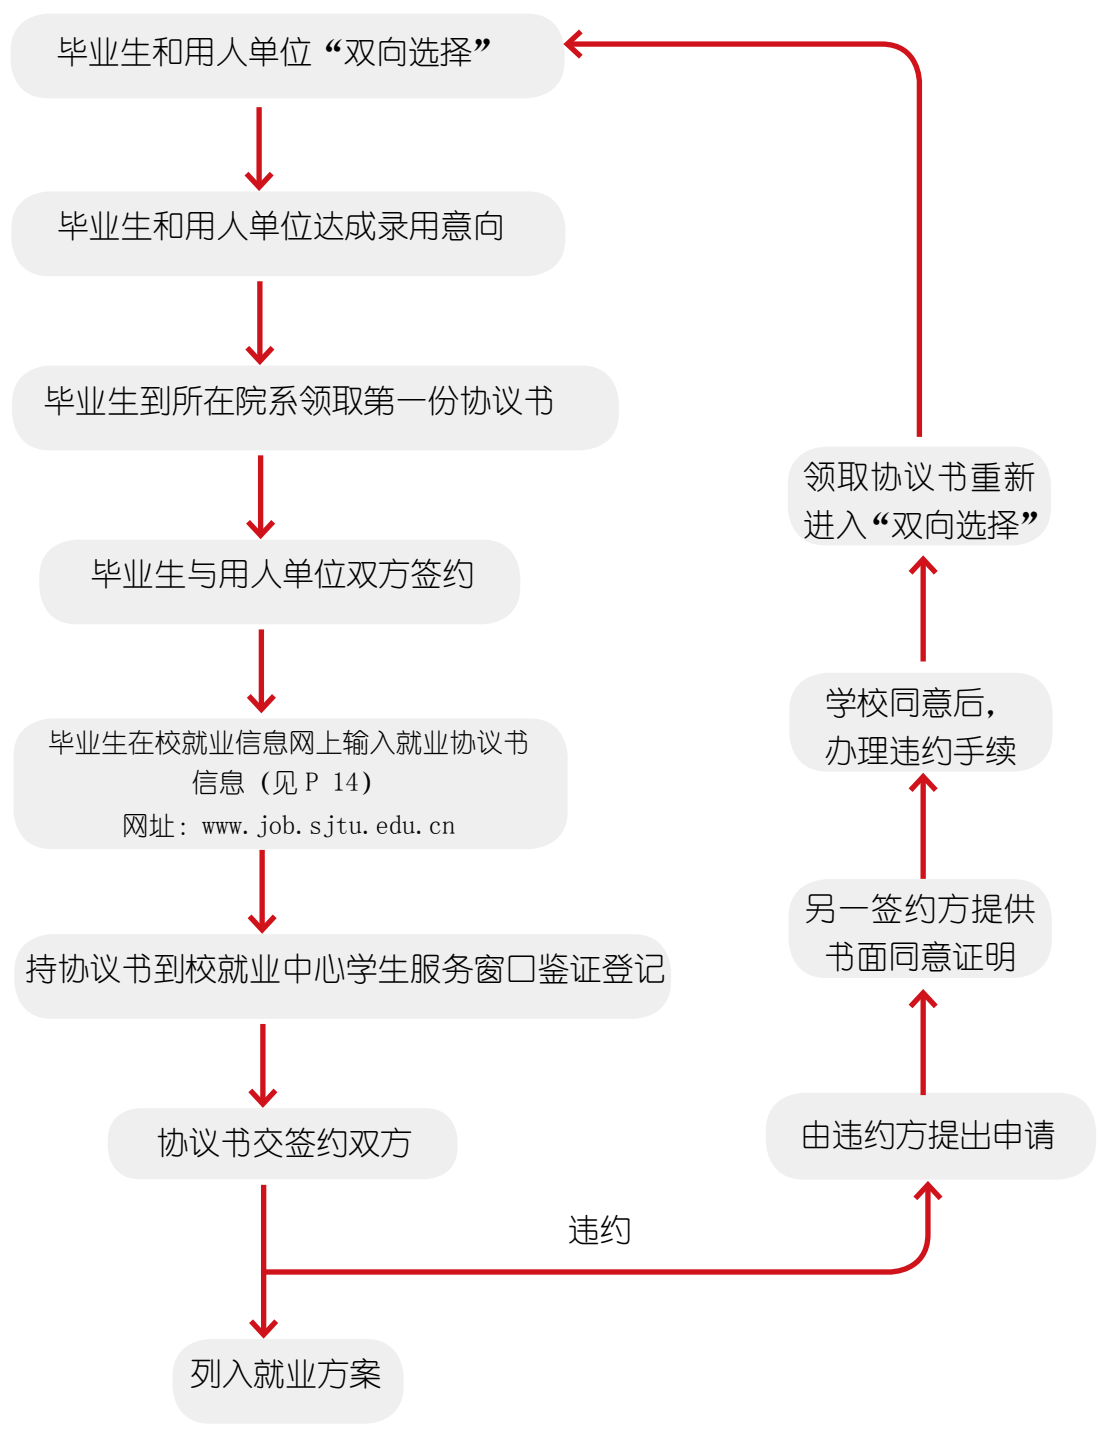 毕业生和用人单位“双向选择”
毕业生和用人单位达成录用意向
毕业生到所在院系领取第一份协议书
毕业生与用人单位双方签约
毕业生在校就业信息网上输入就业协议书
信息（见 P 14）
网址：www.job.sjtu.edu.cn
持协议书到校就业中心学生服务窗口鉴证登记
协议书交签约双方
违约
列入就业方案
由违约方提出申请
另一签约方提供
书面同意证明
学校同意后，
办理违约手续
领取协议书重新
进入“双向选择”